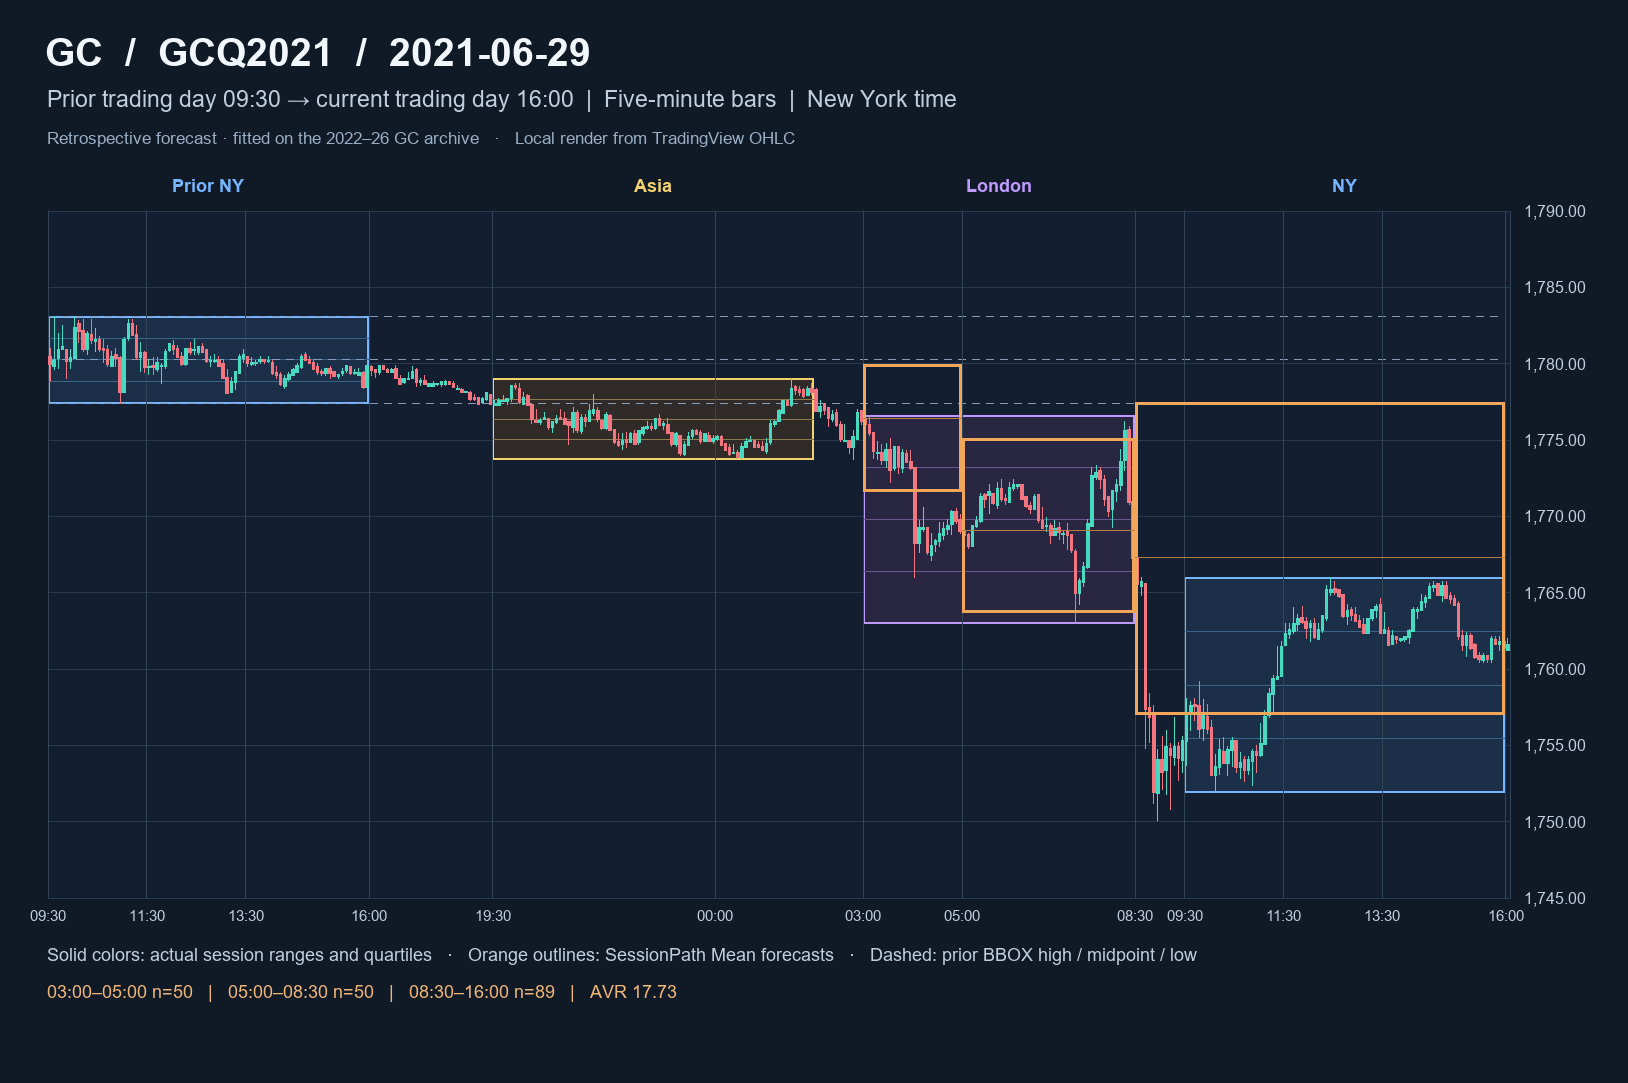 GC / GCQ2021 / 2021-06-29
Prior trading day 09:30 → current trading day 16:00 | Five-minute bars | New York time
Retrospective forecast · fitted on the 2022–26 GC archive · Local render from TradingView OHLC
Prior NY Asia London NY
1,790.00
1,785.00
1,780.00
1,775.00
1,770.00
1,765.00
1,760.00
1,755.00
1,750.00
1,745.00
09:30 11:30 13:30 16:00 19:30 00:00 03:00 05:00 08:30 09:30 11:30 13:30 16:00
Solid colors: actual session ranges and quartiles · Orange outlines: SessionPath Mean forecasts · Dashed: prior BBOX high / midpoint / low
03:00–05:00 n=50 | 05:00–08:30 n=50 | 08:30–16:00 n=89 | AVR 17.73